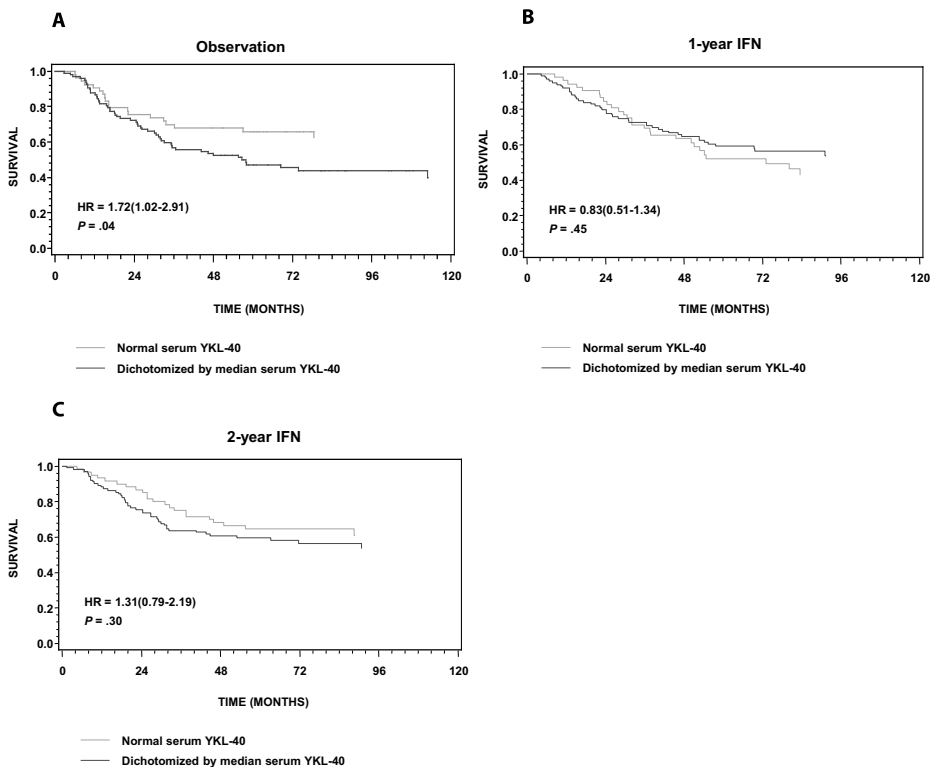 A
Observation
1.0
0.8
0.6
0.4
0.2
0.0
SURVIVAL
HR = 1.72(1.02-2.91)
P = .04
0 24 48 72 96 120
TIME (MONTHS)
Normal serum YKL-40
Dichotomized by median serum YKL-40
B
1-year IFN
1.0
0.8
0.6
0.4
0.2
0.0
SURVIVAL
HR = 0.83(0.51-1.34)
P = .45
0 24 48 72 96 120
TIME (MONTHS)
Normal serum YKL-40
Dichotomized by median serum YKL-40
C
2-year IFN
1.0
0.8
0.6
0.4
0.2
0.0
SURVIVAL
HR = 1.31(0.79-2.19)
P = .30
0 24 48 72 96 120
TIME (MONTHS)
Normal serum YKL-40
Dichotomized by median serum YKL-40